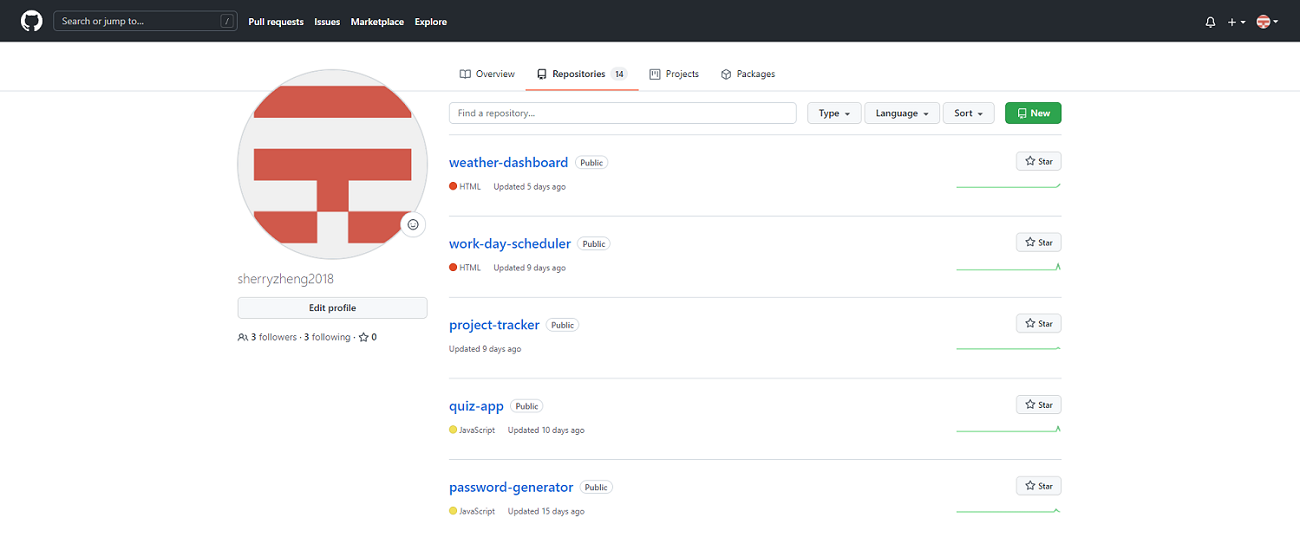 Search or jump to... /
Pull requests Issues Marketplace Explore
Overview Repositories 14 Projects Packages
Find a repository... Type Language Sort New
weather-dashboard Public Star
HTML Updated 5 days ago
work-day-scheduler Public Star
HTML Updated 9 days ago
sherryzheng2018
Edit profile
3 followers · 3 following · 0
project-tracker Public Star
Updated 9 days ago
quiz-app Public Star
JavaScript Updated 10 days ago
password-generator Public Star
JavaScript Updated 15 days ago